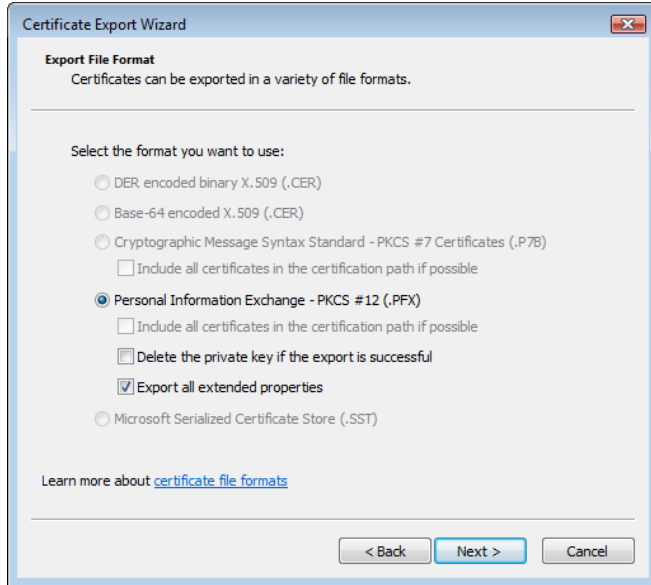 Certificate Export Wizard
Export File Format
Certificates can be exported in a variety of file formats.
Select the format you want to use:
DER encoded binary X.509 (.CER)
Base-64 encoded X.509 (.CER)
Cryptographic Message Syntax Standard - PKCS #7 Certificates (.P7B)
Include all certificates in the certification path if possible
Personal Information Exchange - PKCS #12 (.PFX)
Include all certificates in the certification path if possible
Delete the private key if the export is successful
Export all extended properties
Microsoft Serialized Certificate Store (.SST)
Learn more about certificate file formats
< Back Next > Cancel